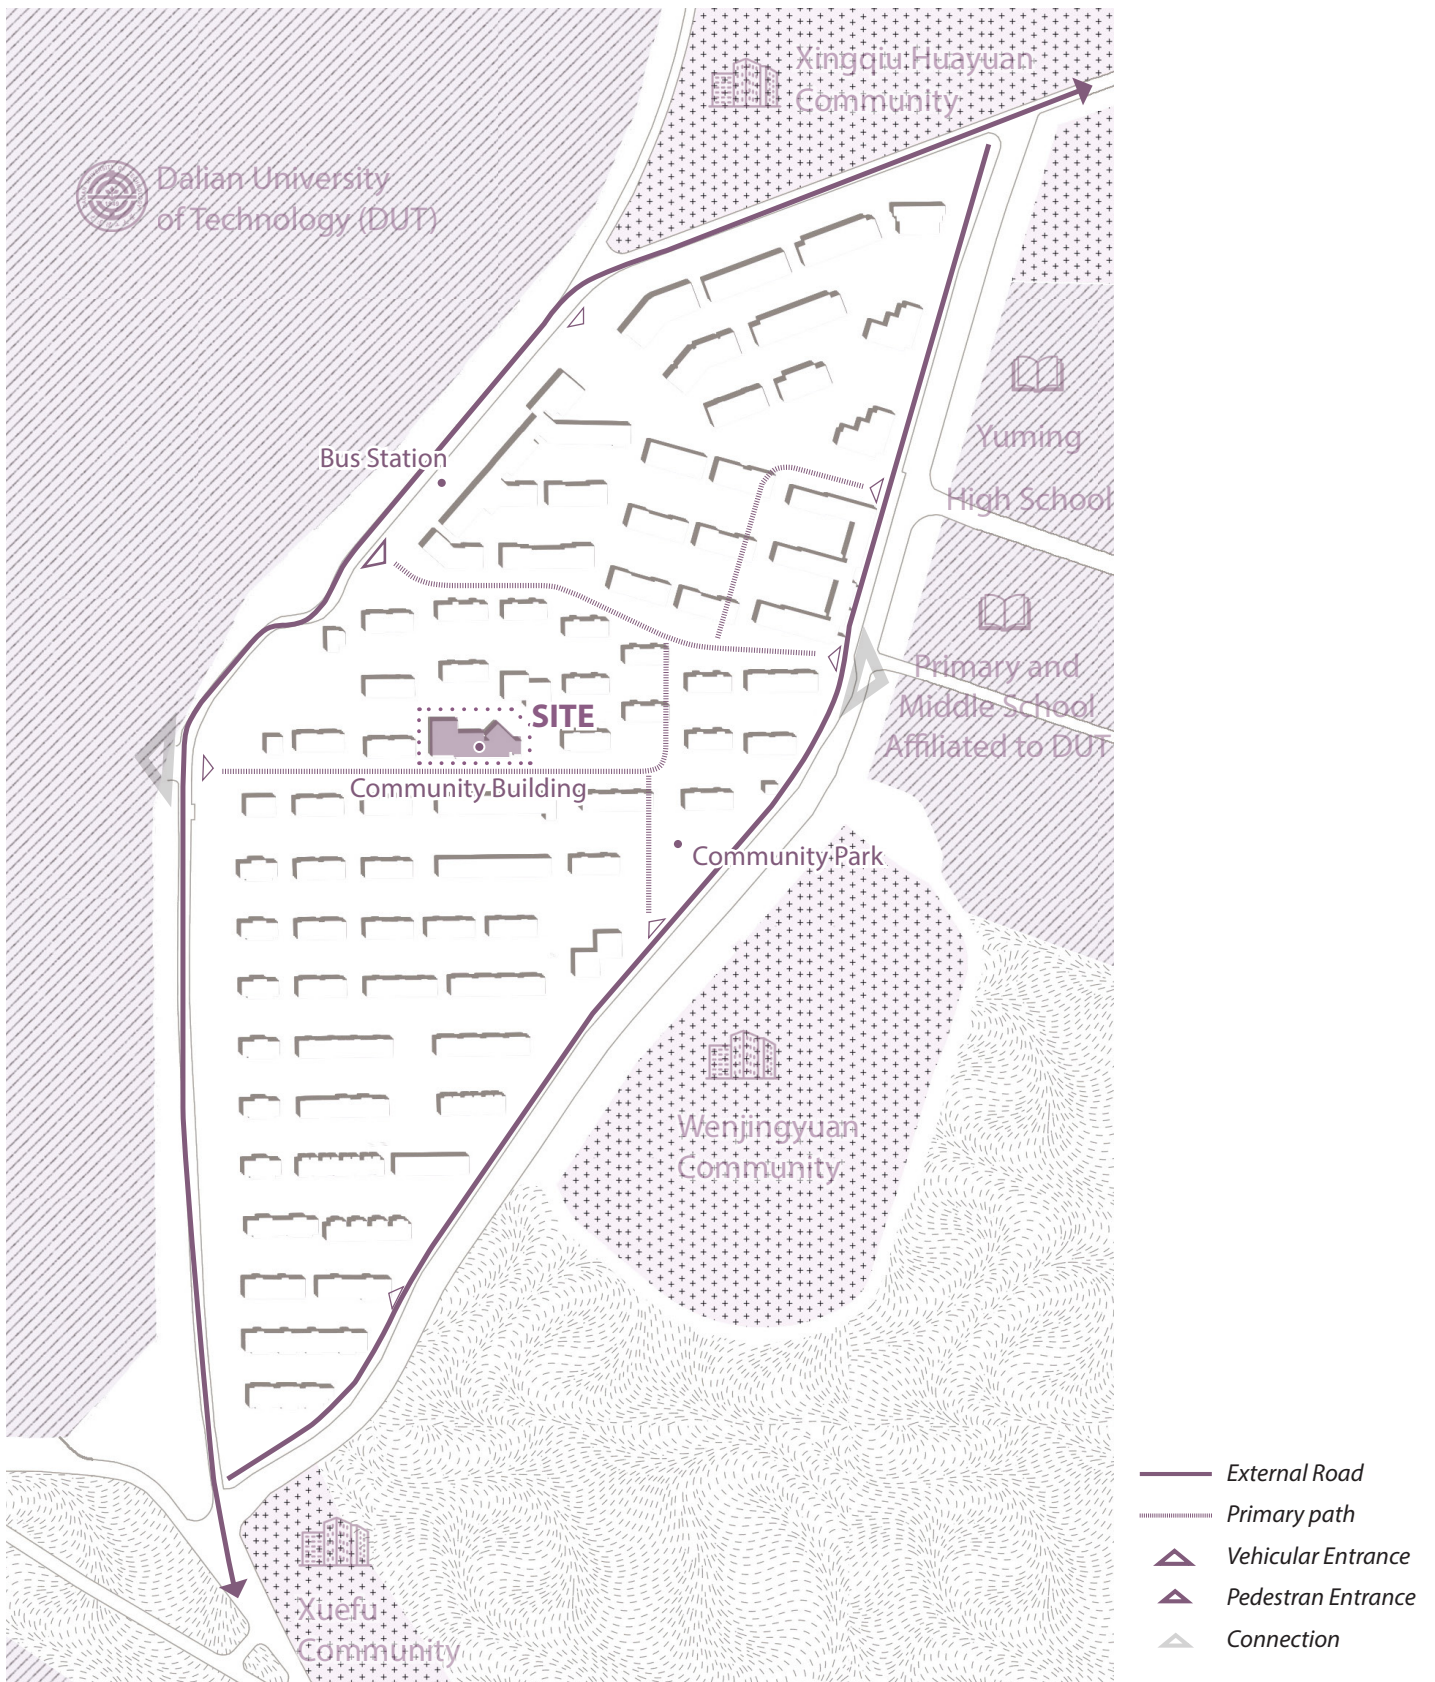 Xingqiu Huayuan
Community
Dalian University
of Technology (DUT)
Yuming
High School
Bus Station
Primary and
Middle School
Affiliated to DUT
SITE
Community Building
Community Park
Wenjingyuan
Community
Xuefu
Community
External Road
Primary path
Vehicular Entrance
Pedestran Entrance
Connection